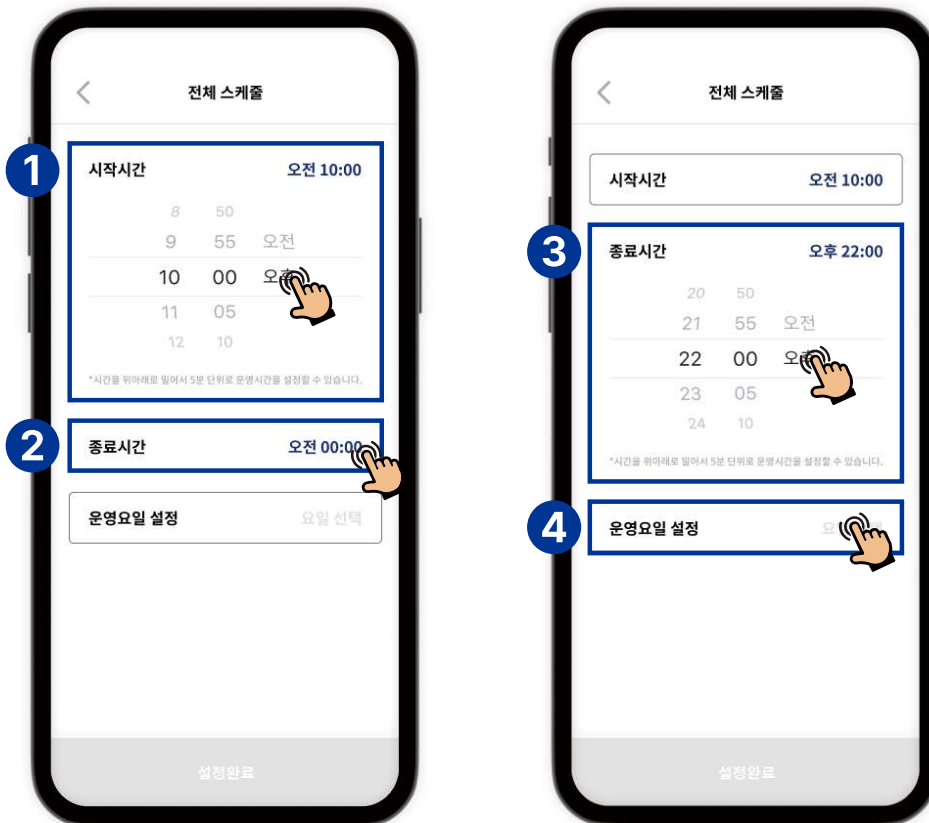 전체 스케줄
1
시작시간 오전 10:00
8 50
9 55 오전
10 00 오후
11 05
12 10
*시간을 위아래로 밀어서 5분 단위로 운영시간을 설정할 수 있습니다.
2
종료시간 오전 00:00
운영요일 설정 요일 선택
설정완료
전체 스케줄
시작시간 오전 10:00
3
종료시간 오후 22:00
20 50
21 55 오전
22 00 오후
23 05
24 10
*시간을 위아래로 밀어서 5분 단위로 운영시간을 설정할 수 있습니다.
4
운영요일 설정
설정완료